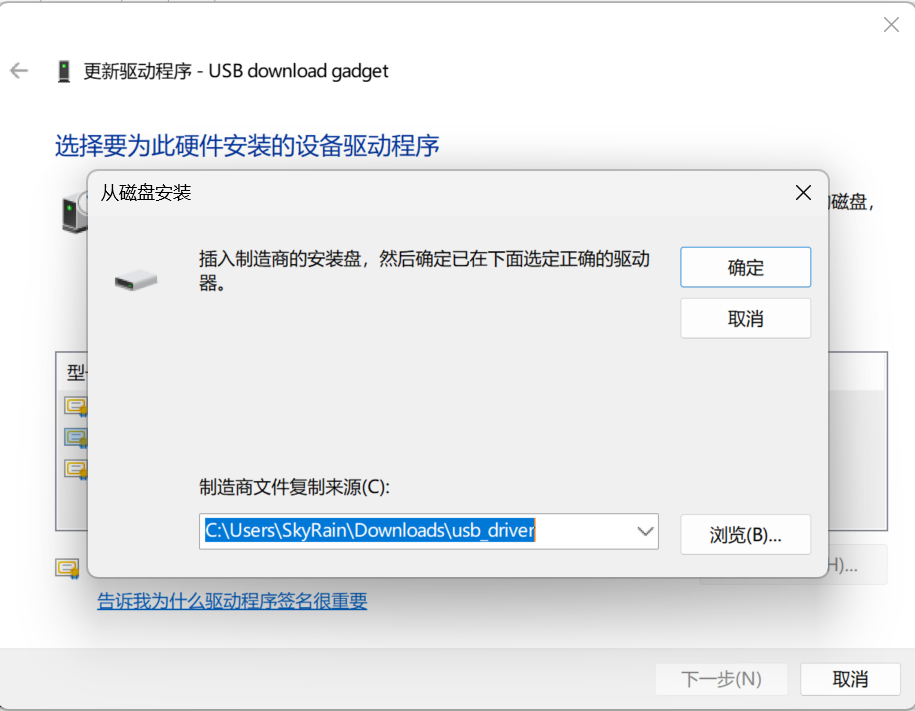 更新驱动程序 - USB download gadget
选择要为此硬件安装的设备驱动程序
从磁盘安装
磁盘，
插入制造商的安装盘，然后确定已在下面选定正确的驱动
器。
确定
取消
型
制造商文件复制来源(C):
C:\Users\SkyRain\Downloads\usb_driver
浏览(B)...
H)...
告诉我为什么驱动程序签名很重要
下一步(N)
取消